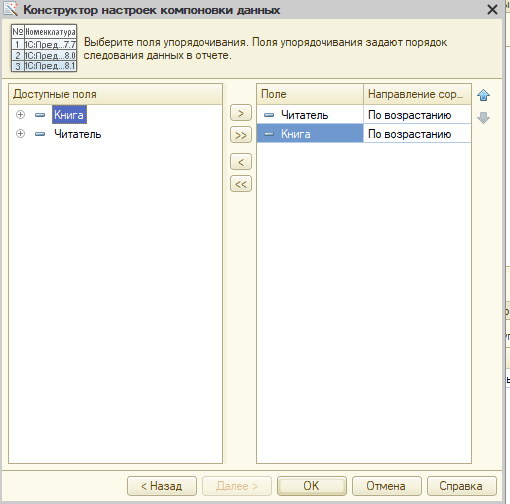 Конструктор настроек компоновки данных
№ Номенклатура
1 1С:Пред...7.7
2 1С:Пред...8.0
3 1С:Пред...8.1
Выберите поля упорядочивания. Поля упорядочивания задают порядок
следования данных в отчете.
Доступные поля
Книга
Читатель
>
>>
<
<<
Поле Направление сор...
Читатель По возрастанию
Книга По возрастанию
< Назад Далее > ОК Отмена Справка